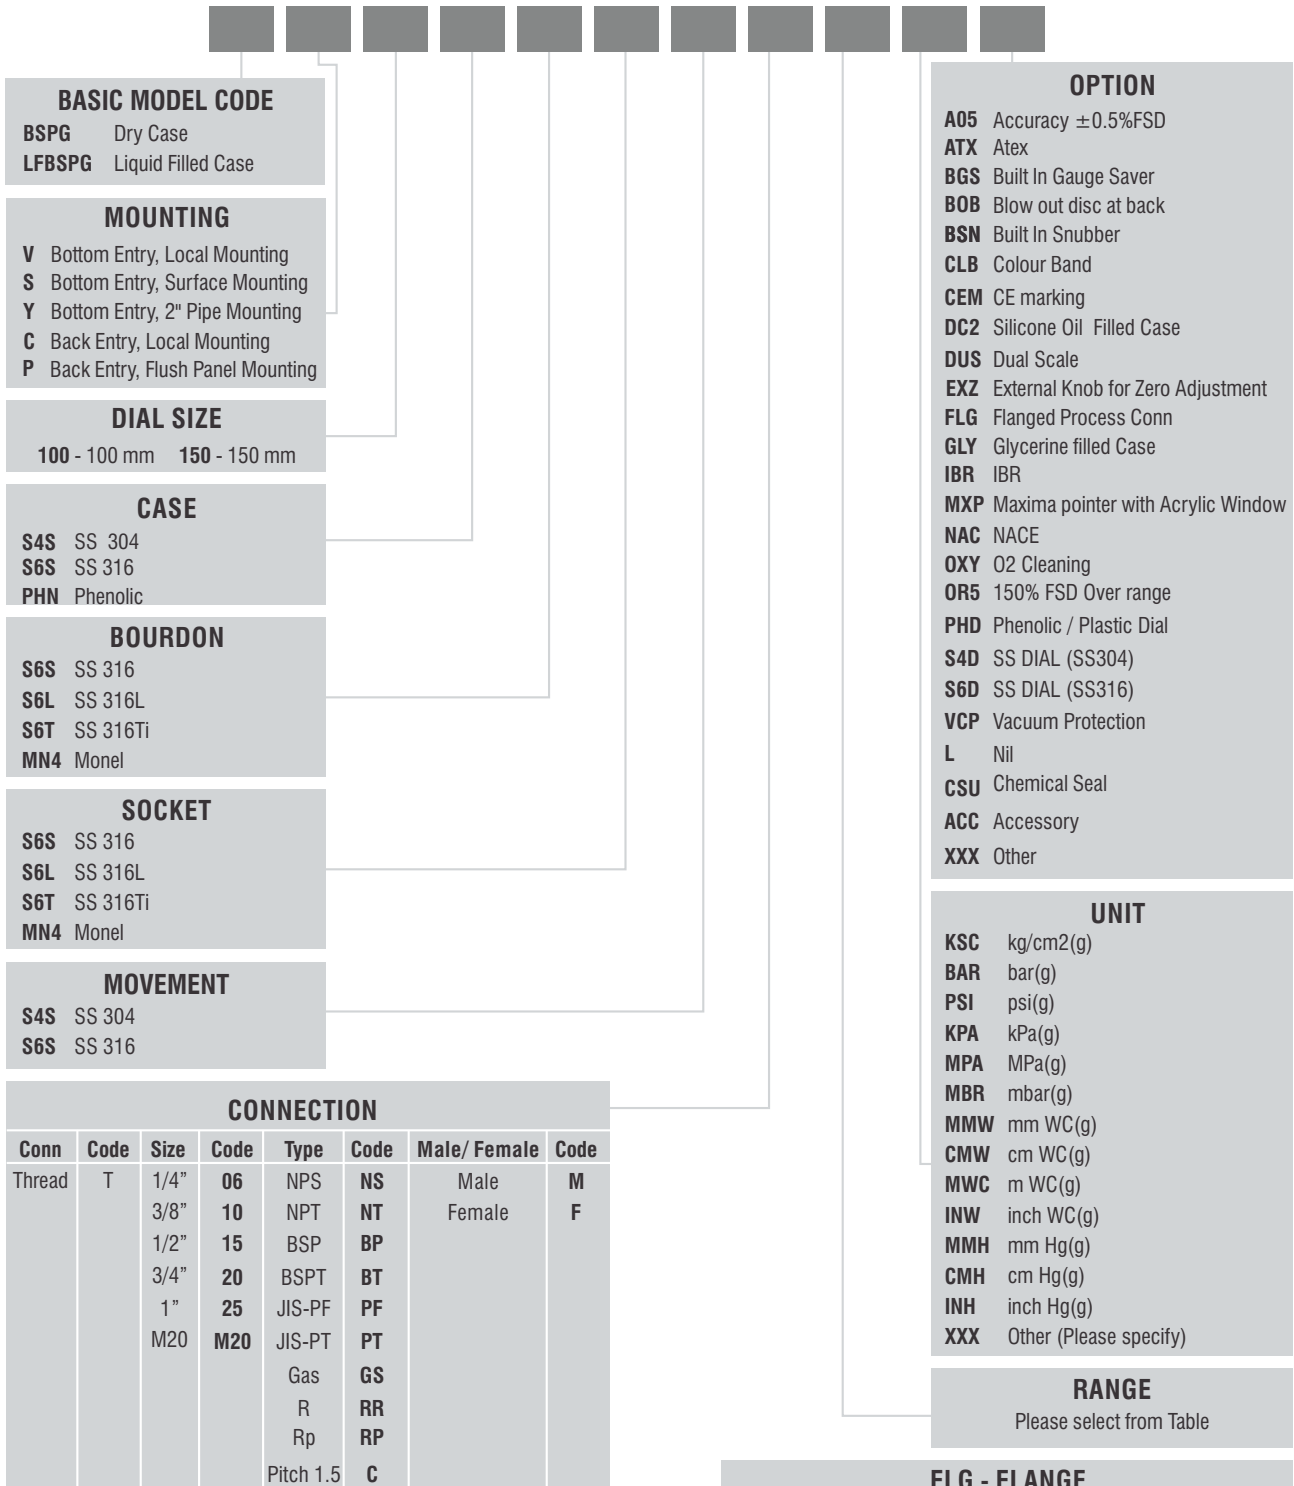 BASIC MODEL CODE
BSPG Dry Case
LFBSPG Liquid Filled Case
MOUNTING
V Bottom Entry, Local Mounting
S Bottom Entry, Surface Mounting
Y Bottom Entry, 2" Pipe Mounting
C Back Entry, Local Mounting
P Back Entry, Flush Panel Mounting
DIAL SIZE
100 - 100 mm 150 - 150 mm
CASE
S4S SS 304
S6S SS 316
PHN Phenolic
BOURDON
S6S SS 316
S6L SS 316L
S6T SS 316Ti
MN4 Monel
SOCKET
S6S SS 316
S6L SS 316L
S6T SS 316Ti
MN4 Monel
MOVEMENT
S4S SS 304
S6S SS 316
CONNECTION
Conn Code Size Code Type Code Male/ Female Code
Thread T 1/4” 06 NPS NS Male M
3/8” 10 NPT NT Female F
1/2” 15 BSP BP
3/4” 20 BSPT BT
1” 25 JIS-PF PF
M20 M20 JIS-PT PT
Gas GS
R RR
Rp RP
Pitch 1.5 C
OPTION
A05 Accuracy ±0.5%FSD
ATX Atex
BGS Built In Gauge Saver
BOB Blow out disc at back
BSN Built In Snubber
CLB Colour Band
CEM CE marking
DC2 Silicone Oil Filled Case
DUS Dual Scale
EXZ External Knob for Zero Adjustment
FLG Flanged Process Conn
GLY Glycerine filled Case
IBR IBR
MXP Maxima pointer with Acrylic Window
NAC NACE
OXY O2 Cleaning
OR5 150% FSD Over range
PHD Phenolic / Plastic Dial
S4D SS DIAL (SS304)
S6D SS DIAL (SS316)
VCP Vacuum Protection
L Nil
CSU Chemical Seal
ACC Accessory
XXX Other
UNIT
KSC kg/cm2(g)
BAR bar(g)
PSI psi(g)
KPA kPa(g)
MPA MPa(g)
MBR mbar(g)
MMW mm WC(g)
CMW cm WC(g)
MWC m WC(g)
INW inch WC(g)
MMH mm Hg(g)
CMH cm Hg(g)
INH inch Hg(g)
XXX Other (Please specify)
RANGE
Please select from Table
FLG - FLANGE